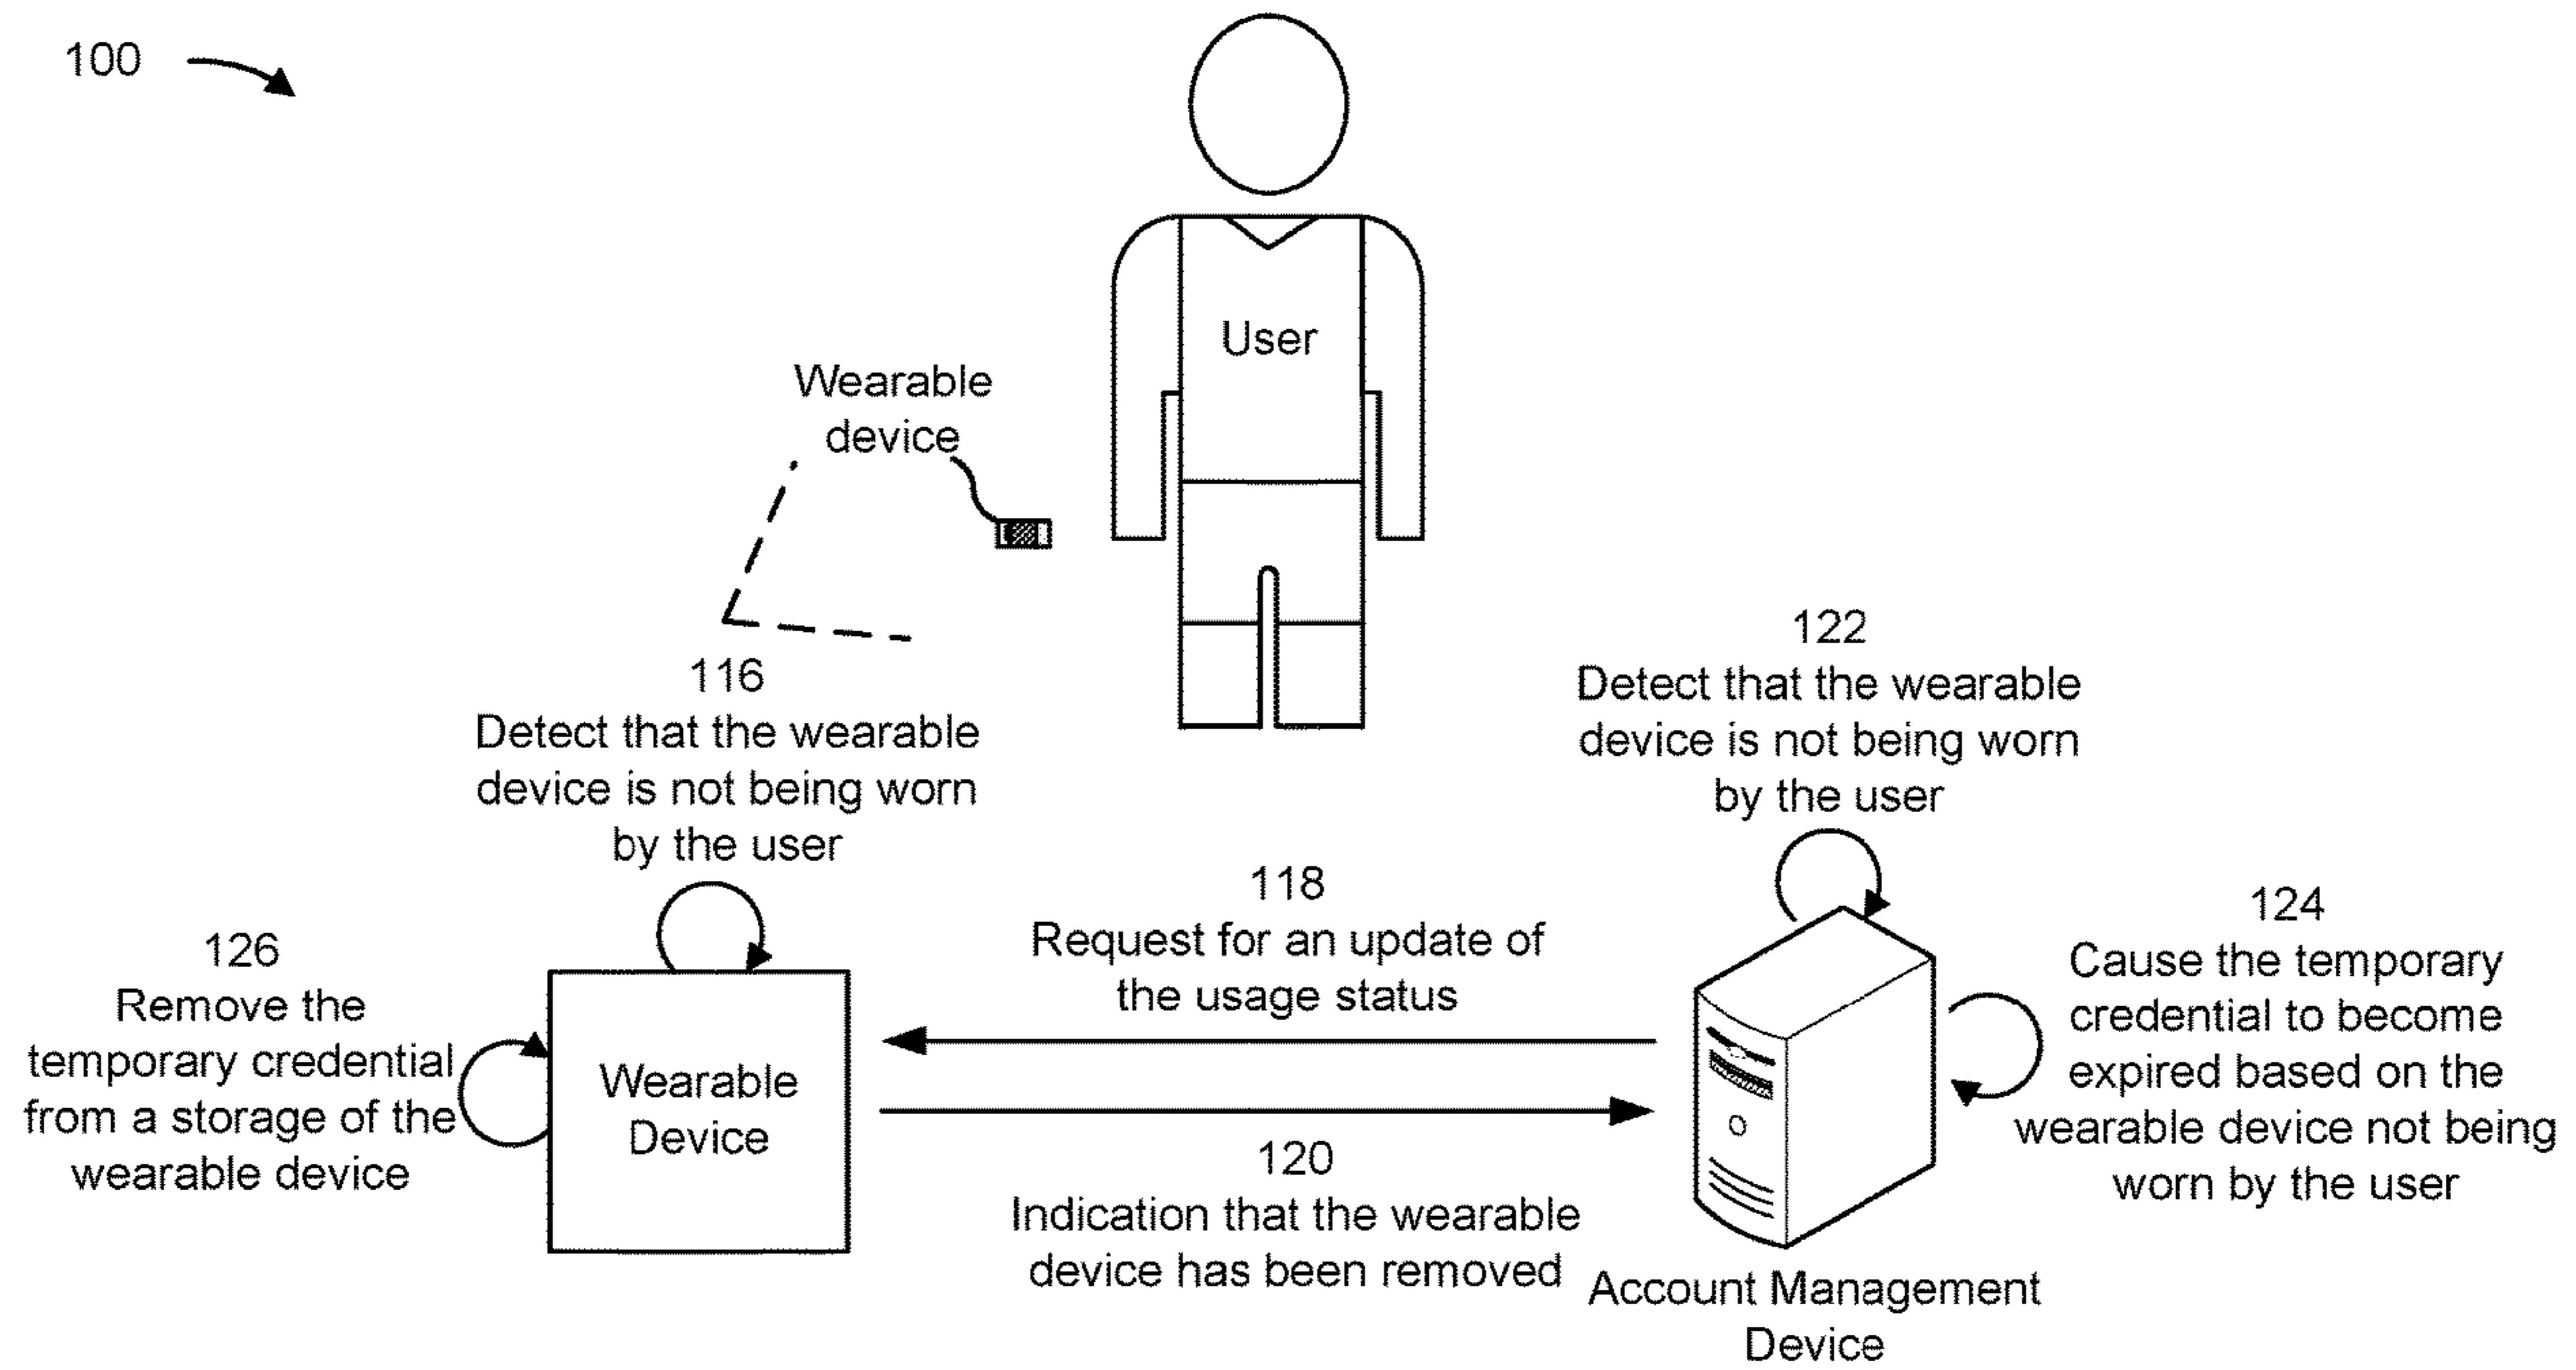 100
User
Wearable
device
116
Detect that the wearable
device is not being worn
by the user
122
Detect that the wearable
device is not being worn
by the user
118
Request for an update of
the usage status
124
Cause the temporary
credential to become
expired based on the
wearable device not being
worn by the user
126
Remove the
temporary credential
from a storage of the
wearable device
Wearable
Device
120
Indication that the wearable
device has been removed
Account Management
Device